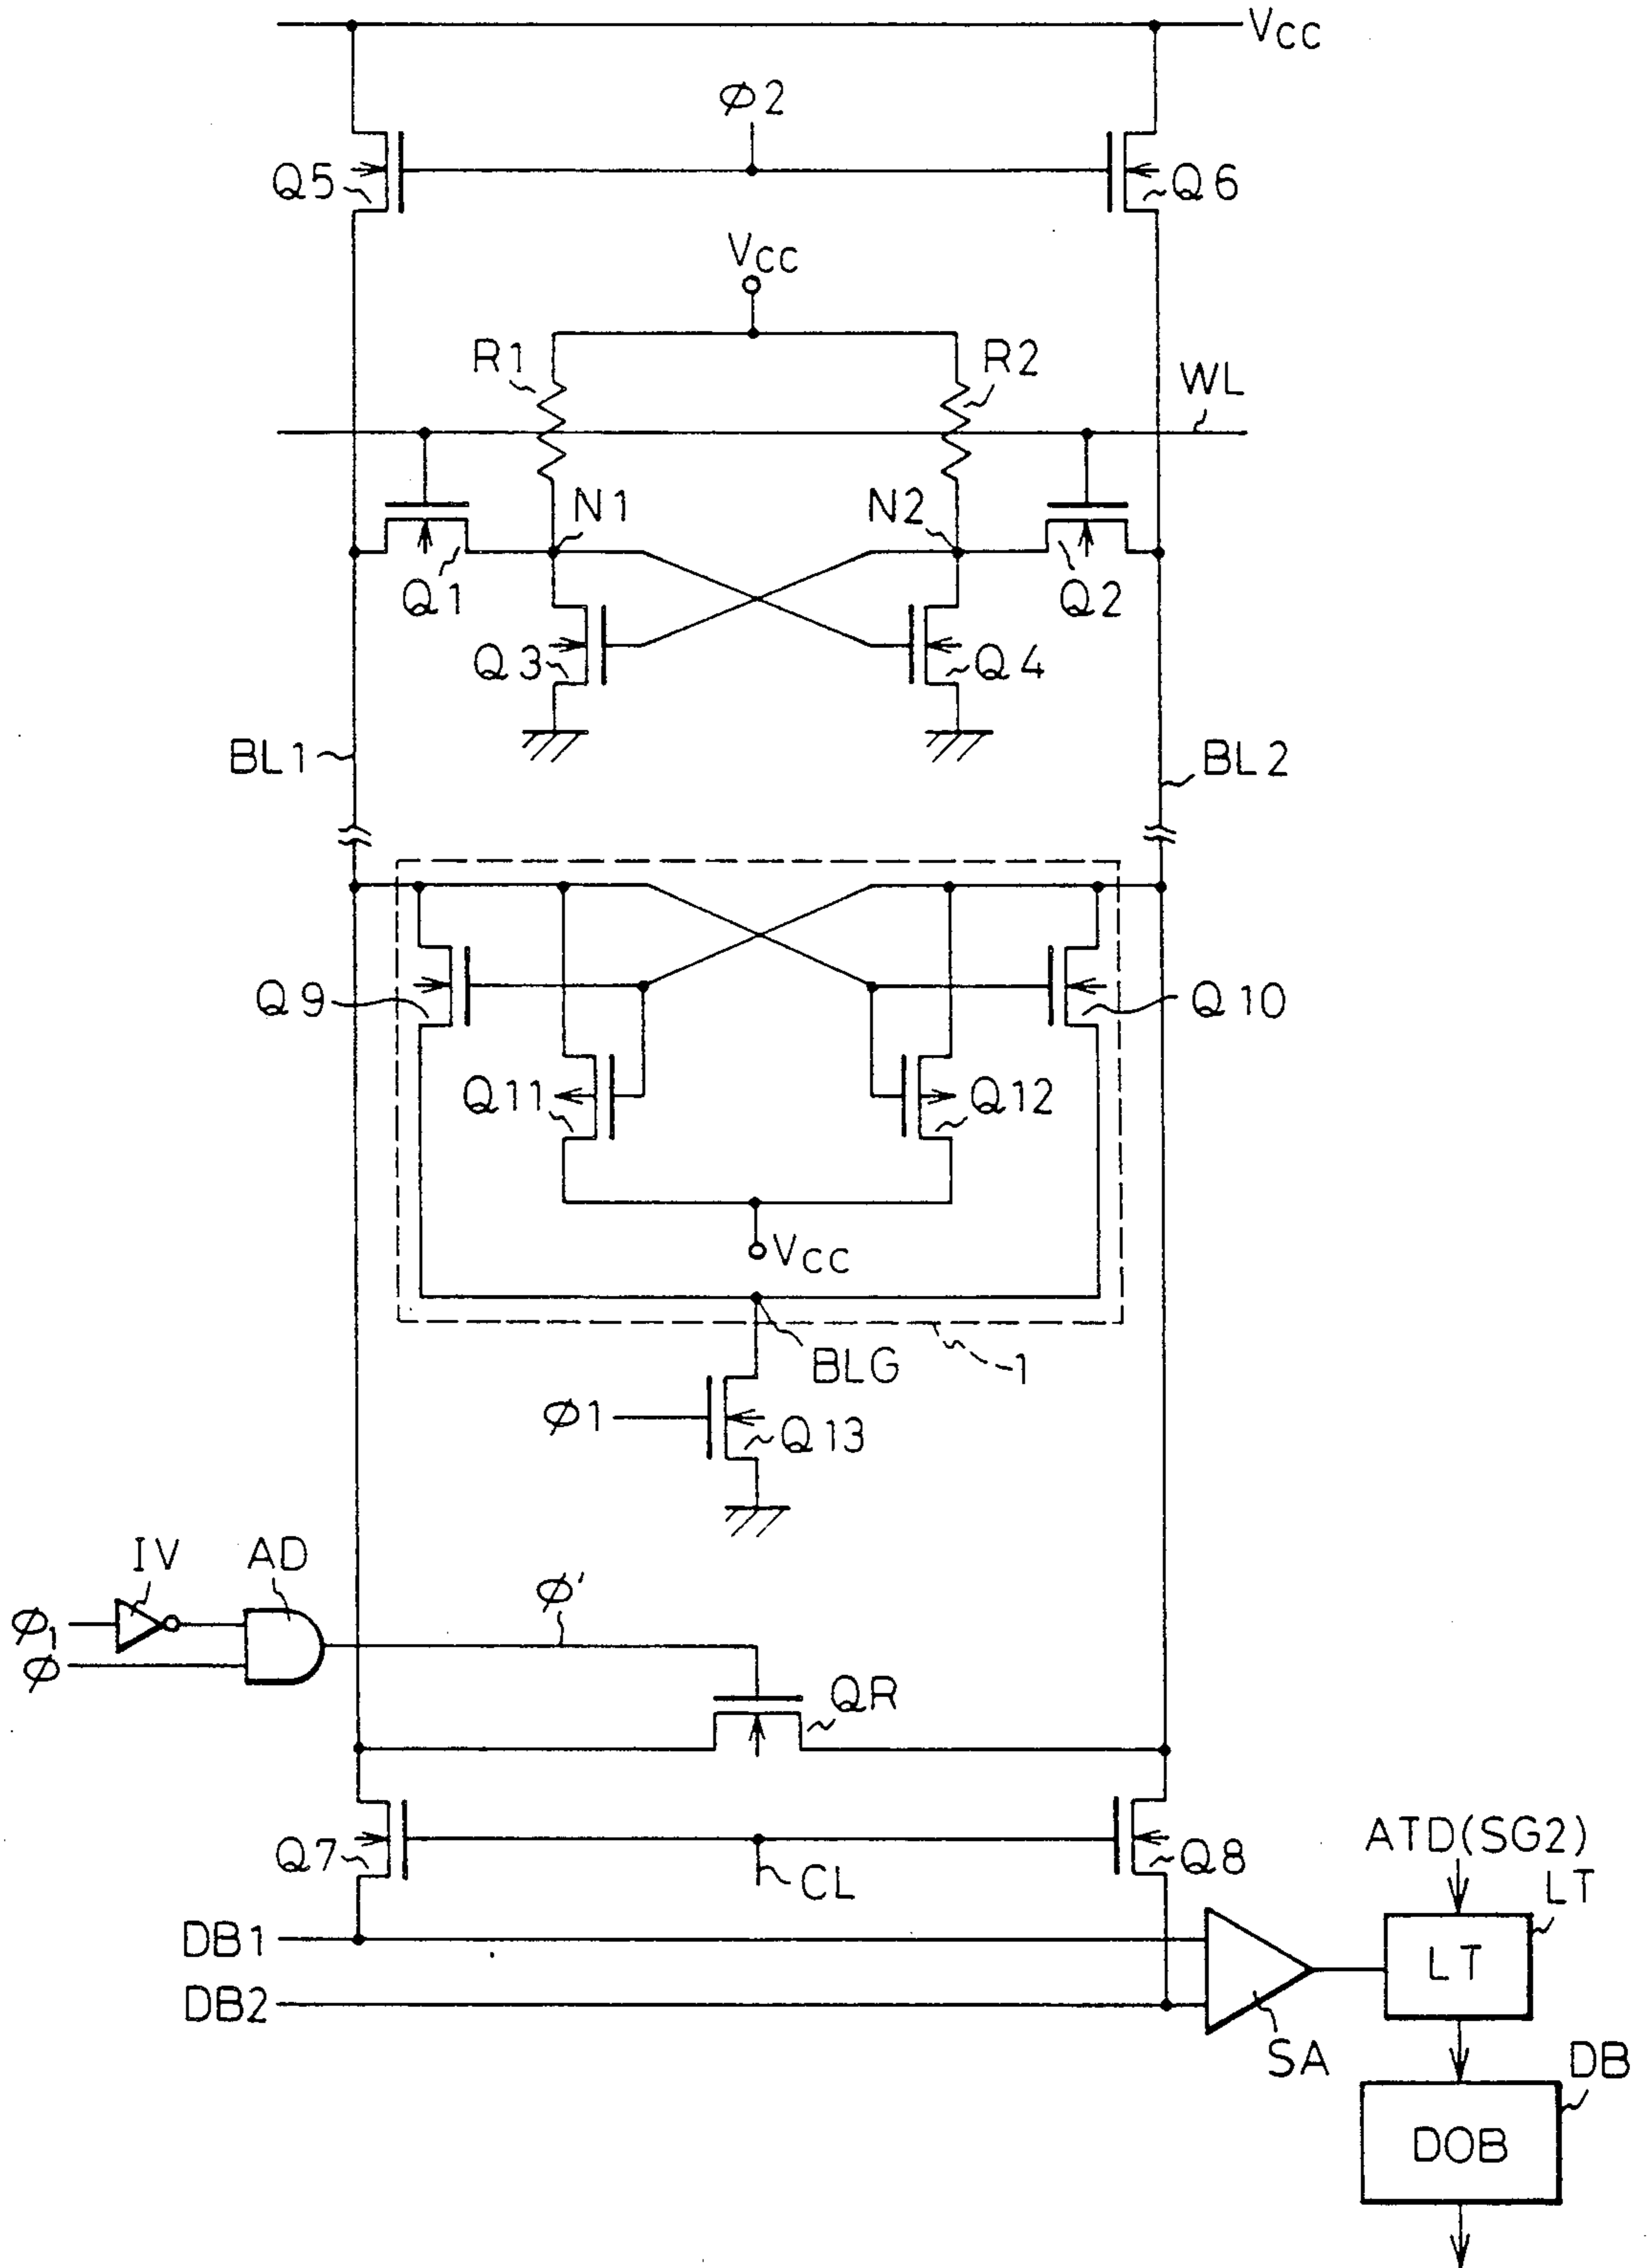 VCC
φ2
Q5
Q6
VCC
R1
R2
WL
N1
N2
Q1
Q2
Q3
Q4
BL1
BL2
Q9
Q10
Q11
Q12
VCC
BLG
1
φ1
Q13
IV
AD
φ'
φ1
φ
QR
Q7
CL
Q8
ATD(SG2)
LT
DB1
LT
DB2
SA
DB
DOB